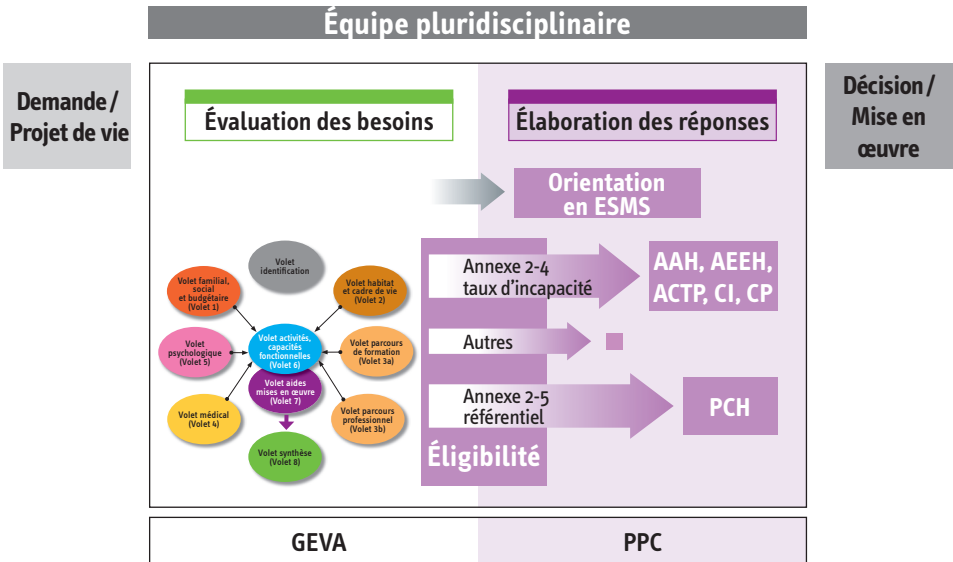 Équipe pluridisciplinaire
Demande /
Projet de vie
Décision /
Mise en
œuvre
Évaluation des besoins
Élaboration des réponses
Orientation
en ESMS
Volet
identification
Volet familial,
social
et budgétaire
(Volet 1)
Volet habitat
et cadre de vie
(Volet 2)
Volet
psychologique
(Volet 5)
Volet activités,
capacités
fonctionnelles
(Volet 6)
Volet parcours
de formation
(Volet 3a)
Volet aides
mises en œuvre
(Volet 7)
Volet médical
(Volet 4)
Volet parcours
professionnel
(Volet 3b)
Volet synthèse
(Volet 8)
Annexe 2-4
taux d'incapacité
AAH, AEEH,
ACTP, CI, CP
Autres
Annexe 2-5
référentiel
PCH
Éligibilité
GEVA
PPC